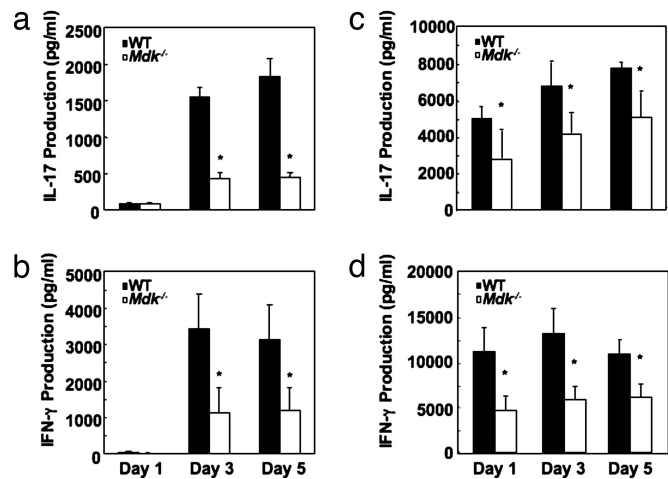 a
IL-17 Production (pg/ml)
2500
2000
1500
1000
500
0
WT
Mdk-/-
*
*
c
IL-17 Production (pg/ml)
10000
8000
6000
4000
2000
0
WT
Mdk-/-
*
*
*
b
IFN-γ Production (pg/ml)
5000
4000
3000
2000
1000
0
WT
Mdk-/-
*
*
Day 1 Day 3 Day 5
d
IFN-γ Production (pg/ml)
20000
15000
10000
5000
0
WT
Mdk-/-
*
*
*
Day 1 Day 3 Day 5